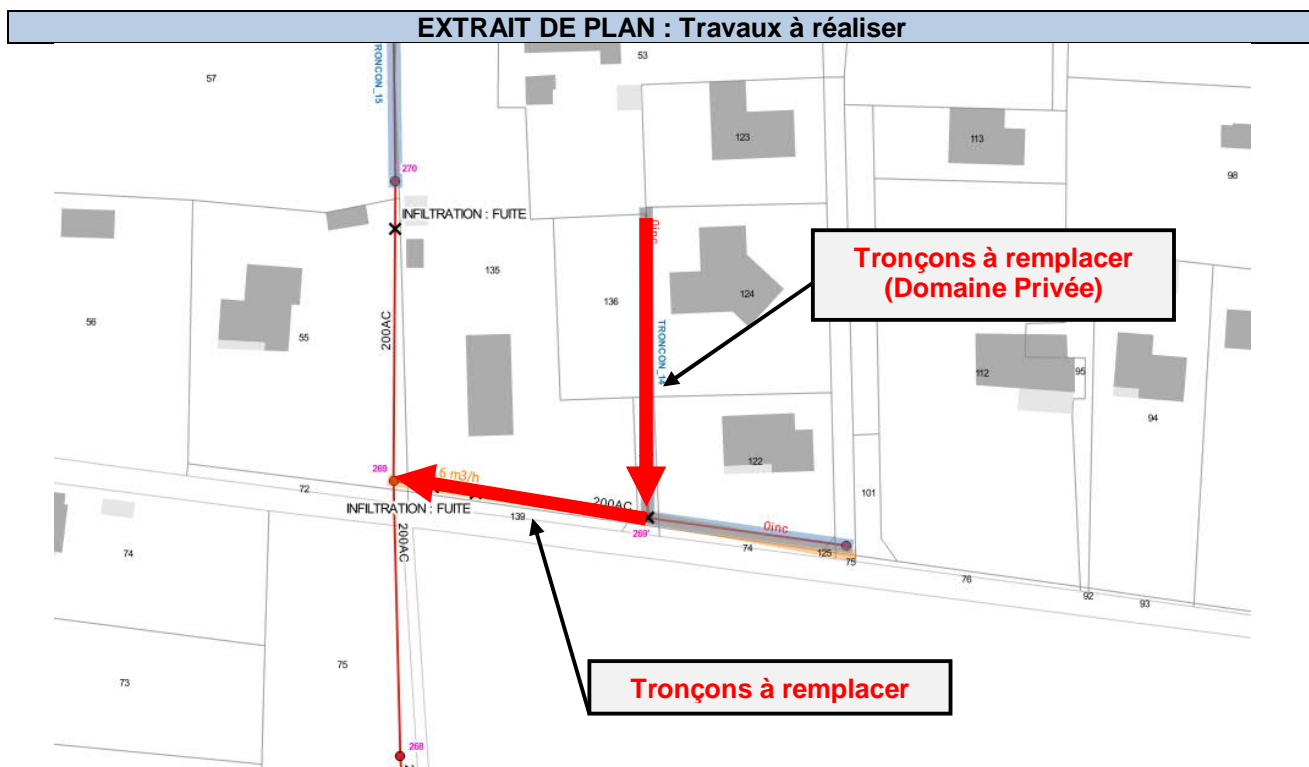 EXTRAIT DE PLAN : Travaux à réaliser
53
57
TRONCON_15
123
113
98
270
INFILTRATION : FUITE
0inc
Tronçons à remplacer
(Domaine Privée)
135
136
124
56
55
200AC
TRONCON_14
112
95
94
122
269
6 m3/h
72
101
INFILTRATION : FUITE
200AC
139
269'
0inc
74
125
75
76
92
93
200AC
74
75
73
Tronçons à remplacer
268